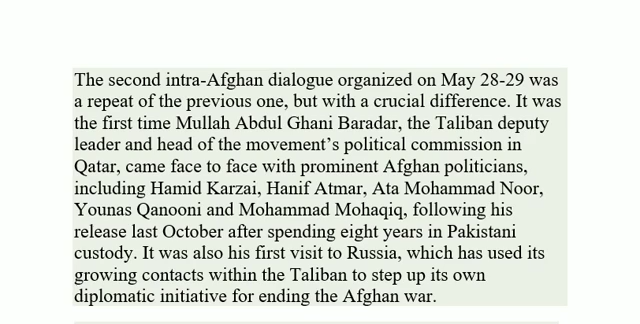 The second intra-Afghan dialogue organized on May 28-29 was
a repeat of the previous one, but with a crucial difference. It was
the first time Mullah Abdul Ghani Baradar, the Taliban deputy
leader and head of the movement’s political commission in
Qatar, came face to face with prominent Afghan politicians,
including Hamid Karzai, Hanif Atmar, Ata Mohammad Noor,
Younas Qanooni and Mohammad Mohaqiq, following his
release last October after spending eight years in Pakistani
custody. It was also his first visit to Russia, which has used its
growing contacts within the Taliban to step up its own
diplomatic initiative for ending the Afghan war.